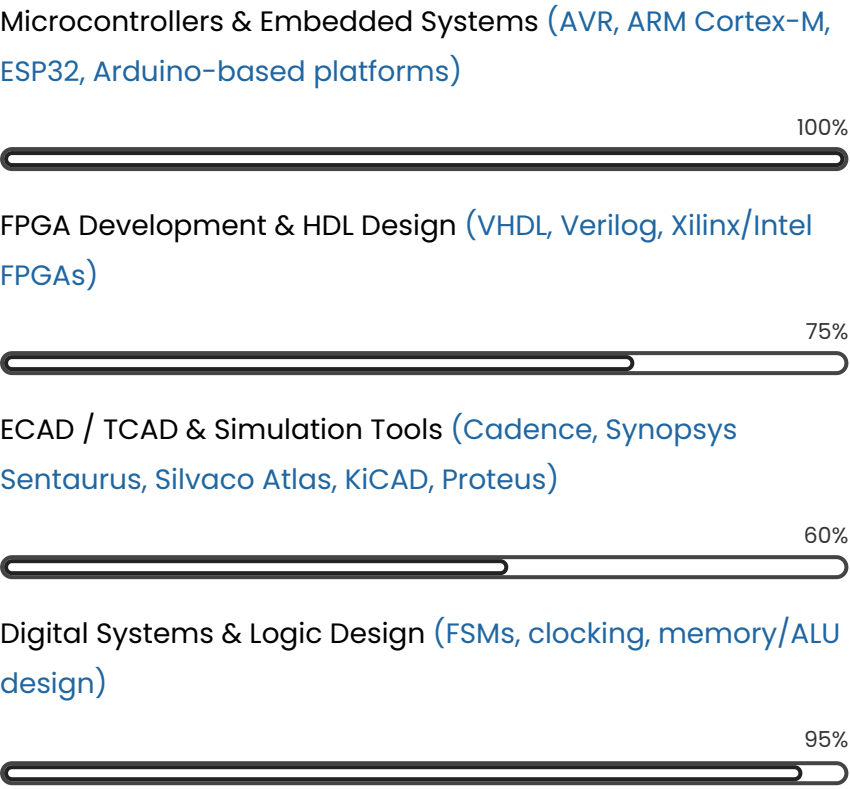 Microcontrollers & Embedded Systems (AVR, ARM Cortex-M,
ESP32, Arduino-based platforms)
100%
FPGA Development & HDL Design (VHDL, Verilog, Xilinx/Intel
FPGAs)
75%
ECAD / TCAD & Simulation Tools (Cadence, Synopsys
Sentaurus, Silvaco Atlas, KiCAD, Proteus)
60%
Digital Systems & Logic Design (FSMs, clocking, memory/ALU
design)
95%